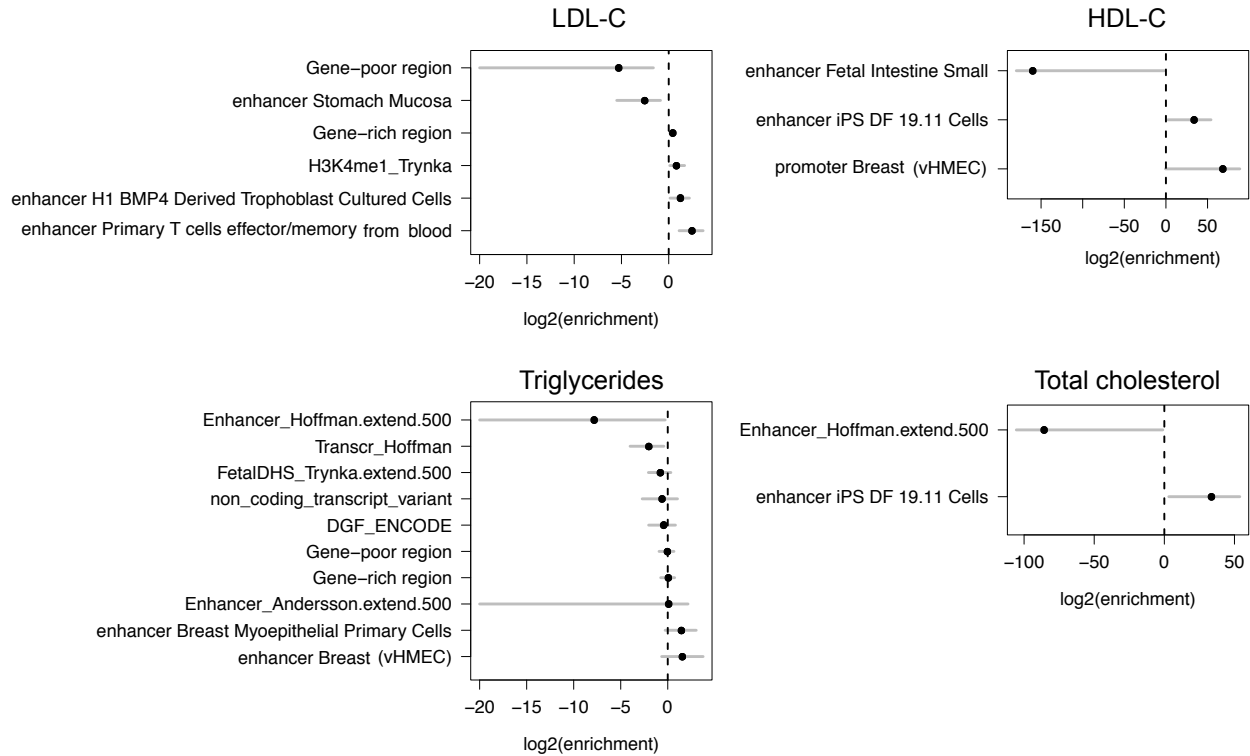 LDL-C
Gene−poor region
enhancer Stomach Mucosa
Gene−rich region
H3K4me1_Trynka
enhancer H1 BMP4 Derived Trophoblast Cultured Cells
enhancer Primary T cells effector/memory from blood
−20 −15 −10 −5 0
log2(enrichment)
HDL-C
enhancer Fetal Intestine Small
enhancer iPS DF 19.11 Cells
promoter Breast (vHMEC)
−150 −50 0 50
log2(enrichment)
Triglycerides
Enhancer_Hoffman.extend.500
Transcr_Hoffman
FetalDHS_Trynka.extend.500
non_coding_transcript_variant
DGF_ENCODE
Gene−poor region
Gene−rich region
Enhancer_Andersson.extend.500
enhancer Breast Myoepithelial Primary Cells
enhancer Breast (vHMEC)
−20 −15 −10 −5 0
log2(enrichment)
Total cholesterol
Enhancer_Hoffman.extend.500
enhancer iPS DF 19.11 Cells
−100 −50 0 50
log2(enrichment)